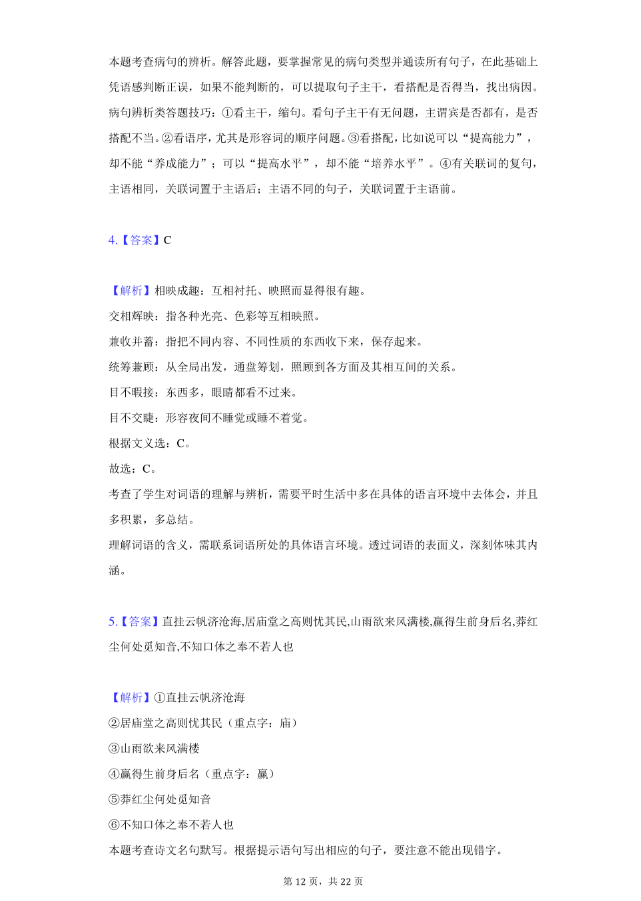 本题考查病句的辨析。解答此题，要掌握常见的病句类型并通读所有句子，在此基础上
凭语感判断正误，如果不能判断的，可以提取句子主干，看搭配是否得当，找出病因。
病句辨析类答题技巧：①看主干，缩句。看句子主干有无问题，主谓宾是否都有，是否
搭配不当。②看语序，尤其是形容词的顺序问题。③看搭配，比如说可以“提高能力”，
却不能“养成能力”；可以“提高水平”，却不能“培养水平”。④有关联词的复句，
主语相同，关联词置于主语后；主语不同的句子，关联词置于主语前。
4.【答案】C
【解析】相映成趣：互相衬托、映照而显得很有趣。
交相辉映：指各种光亮、色彩等互相映照。
兼收并蓄：指把不同内容、不同性质的东西收下来，保存起来。
统筹兼顾：从全局出发，通盘筹划，照顾到各方面及其相互间的关系。
目不暇接：东西多，眼睛都看不过来。
目不交睫：形容夜间不睡觉或睡不着觉。
根据文义选：C。
故选：C。
考查了学生对词语的理解与辨析，需要平时生活中多在具体的语言环境中去体会，并且
多积累，多总结。
理解词语的含义，需联系词语所处的具体语言环境。透过词语的表面义，深刻体味其内
涵。
5.【答案】直挂云帆济沧海,居庙堂之高则忧其民,山雨欲来风满楼,赢得生前身后名,莽红
尘何处觅知音,不知口体之奉不若人也
【解析】①直挂云帆济沧海
②居庙堂之高则忧其民（重点字：庙）
③山雨欲来风满楼
④赢得生前身后名（重点字：赢）
⑤莽红尘何处觅知音
⑥不知口体之奉不若人也
本题考查诗文名句默写。根据提示语句写出相应的句子，要注意不能出现错字。
第 12 页，共 22 页